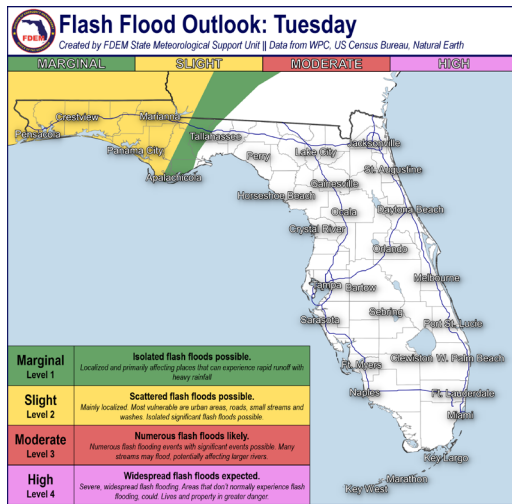 Flash Flood Outlook: Tuesday
FDEM
Created by FDEM State Meteorological Support Unit || Data from WPC, US Census Bureau, Natural Earth
MARGINAL SLIGHT MODERATE HIGH
Crestview
Marianna
Pensacola
Tallahassee
Jacksonville
Panama City
Perry
Lake City
St. Augustine
Apalachicola
Gainesville
Horseshoe Beach
Ocala
Daytona Beach
Crystal River
Orlando
Tampa
Bartow
Melbourne
Sarasota
Sebring
Port St. Lucie
Ft. Myers
Clewiston
W. Palm Beach
Naples
Ft. Lauderdale
Miami
Key Largo
Marathon
Key West
Marginal
Level 1
Isolated flash floods possible.
Localized and primarily affecting places that can experience rapid runoff with
heavy rainfall
Slight
Level 2
Scattered flash floods possible.
Mainly localized. Most vulnerable are urban areas, roads, small streams and
washes. Isolated significant flash floods possible.
Moderate
Level 3
Numerous flash floods likely.
Numerous flash flooding events with significant events possible. Many
streams may flood, potentially affecting larger rivers.
High
Level 4
Widespread flash floods expected.
Severe, widespread flash flooding. Areas that don't normally experience flash
flooding, could. Lives and property in greater danger.